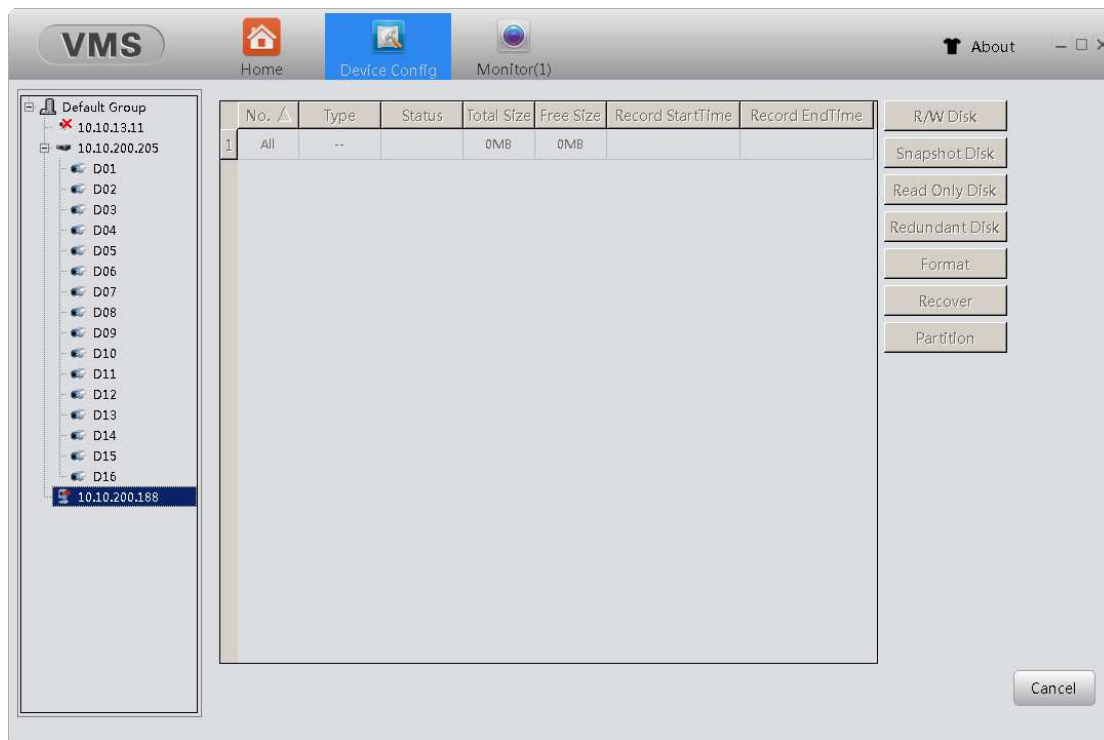 VMS
Home
Device Config
Monitor(1)
About
Default Group
10.10.13.11
10.10.200.205
D01
D02
D03
D04
D05
D06
D07
D08
D09
D10
D11
D12
D13
D14
D15
D16
10.10.200.188
No. Type Status Total Size Free Size Record StartTime Record EndTime
1 All -- 0MB 0MB
R/W Disk
Snapshot Disk
Read Only Disk
Redundant Disk
Format
Recover
Partition
Cancel